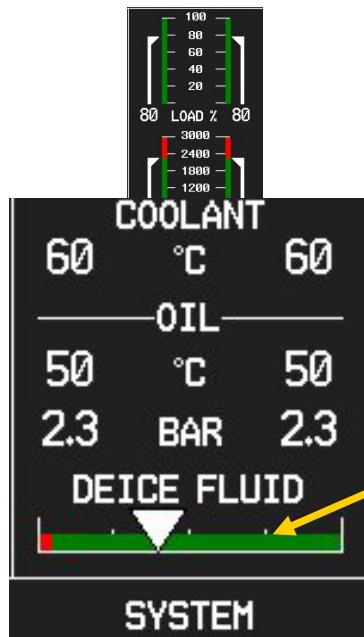 100
80
60
40
20
80 LOAD % 80
3000
2400
1800
1200
COOLANT
60 °C 60
OIL
50 °C 50
2.3 BAR 2.3
DEICE FLUID
SYSTEM